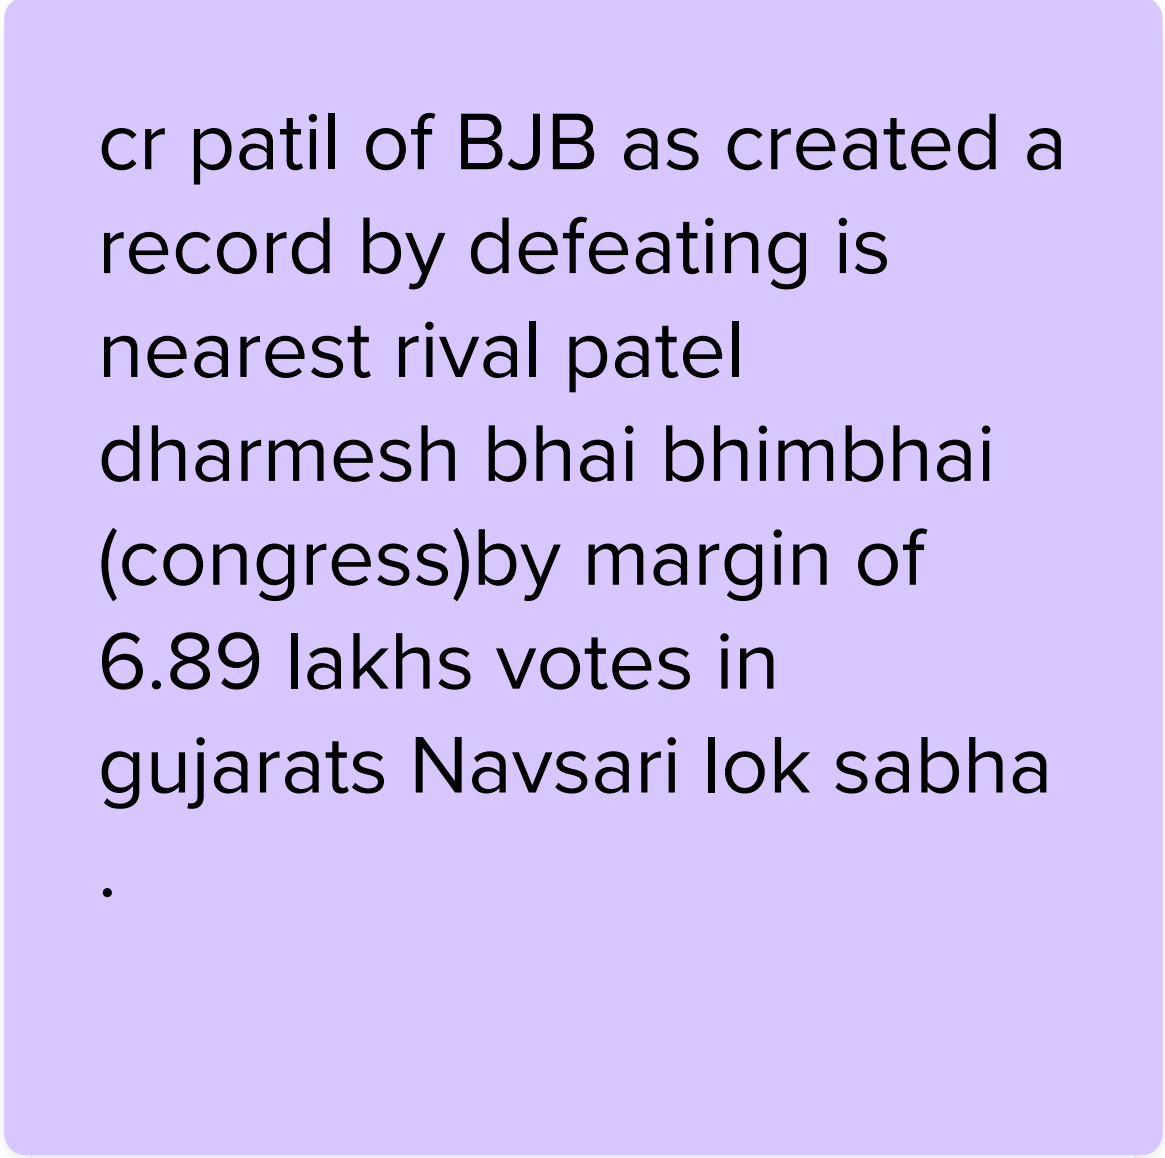 cr patil of BJB as created a
record by defeating is
nearest rival patel
dharmesh bhai bhimbhai
(congress)by margin of
6.89 lakhs votes in
gujarats Navsari lok sabha
.